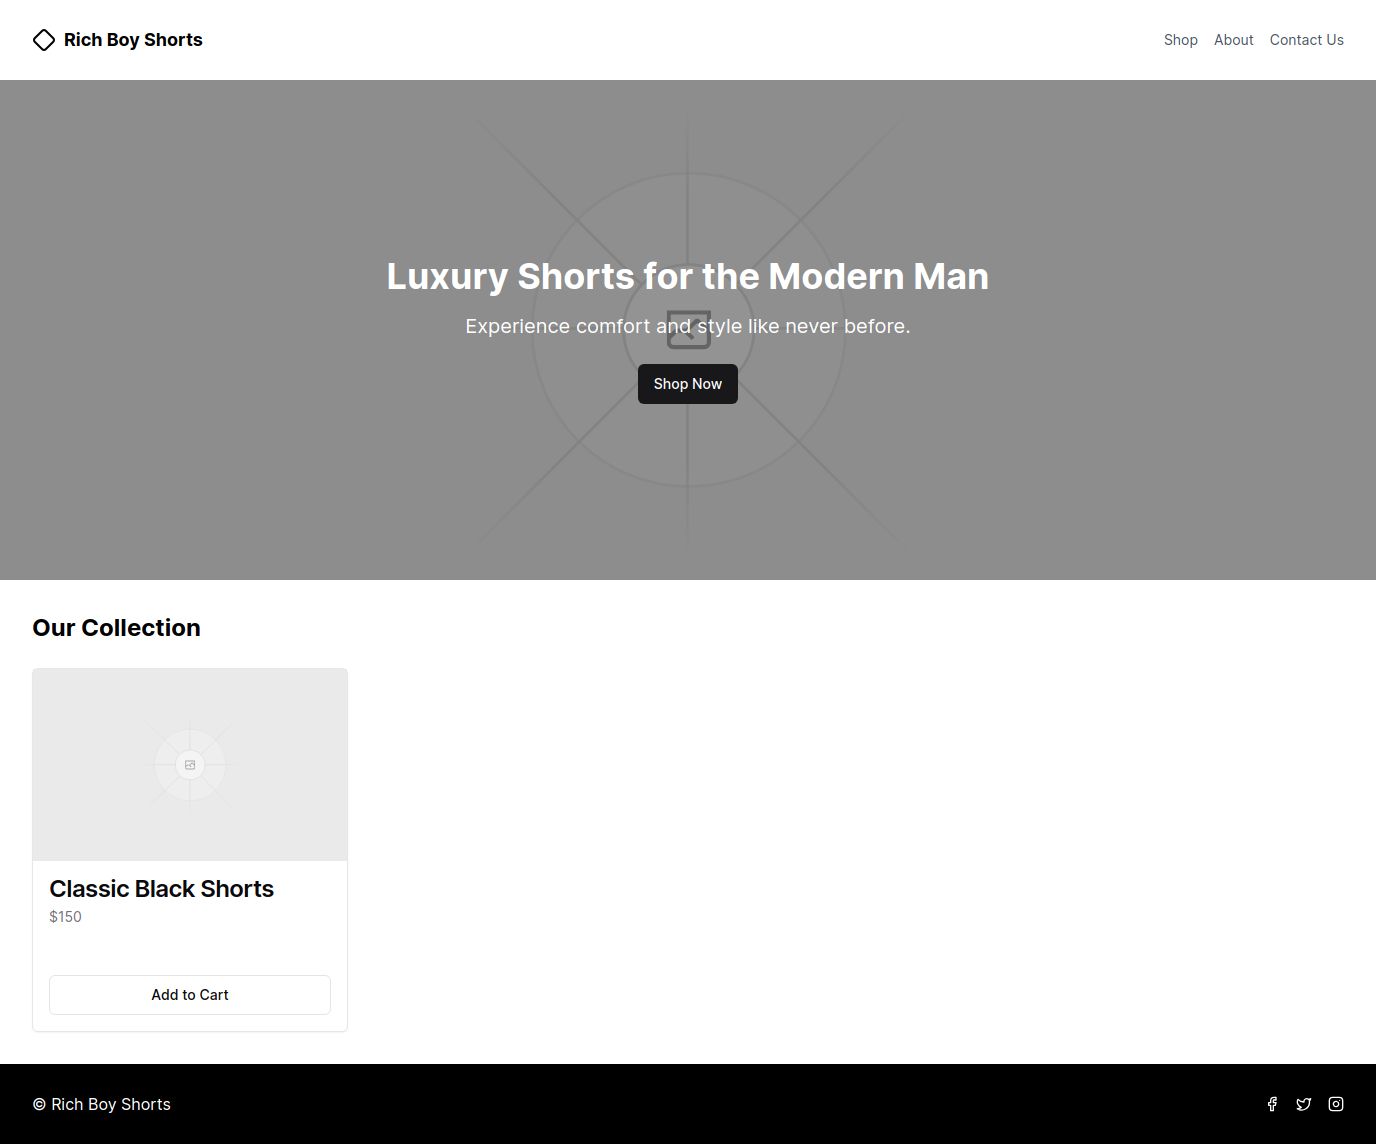 Rich Boy Shorts
Shop About Contact Us
Luxury Shorts for the Modern Man
Experience comfort and style like never before.
Shop Now
Our Collection
Classic Black Shorts
$150
Add to Cart
© Rich Boy Shorts